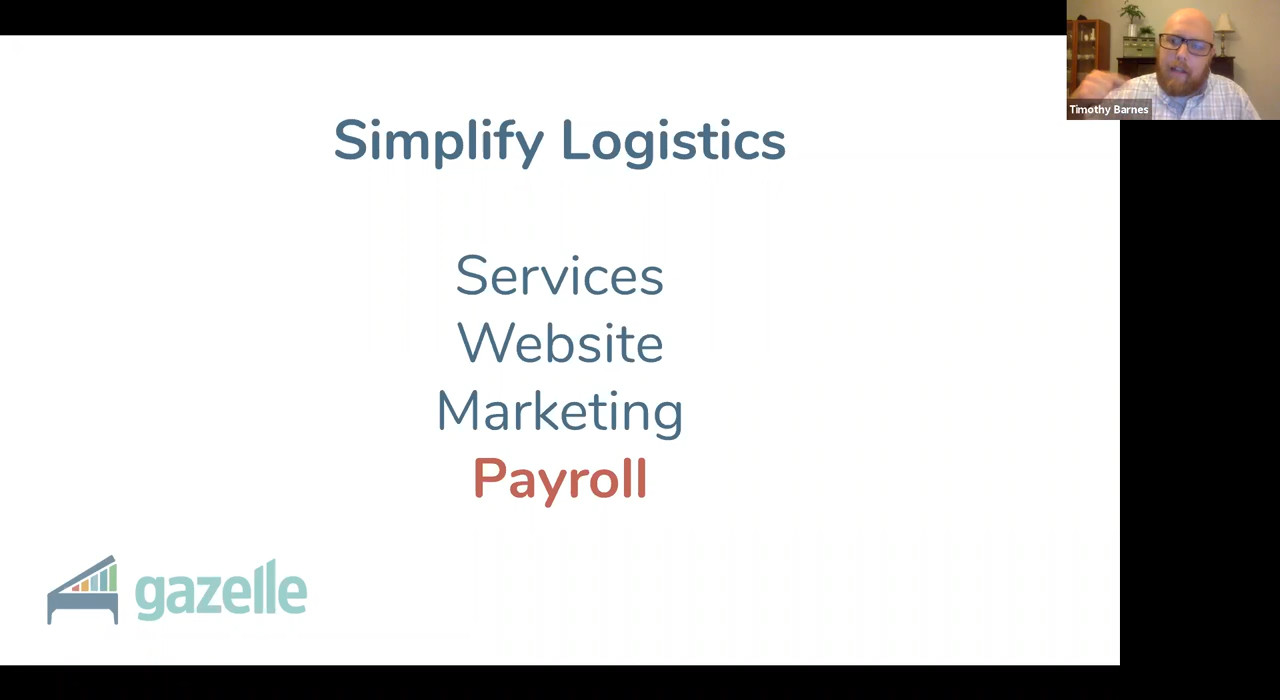 Timothy Barnes
Simplify Logistics
Services
Website
Marketing
Payroll
gazelle